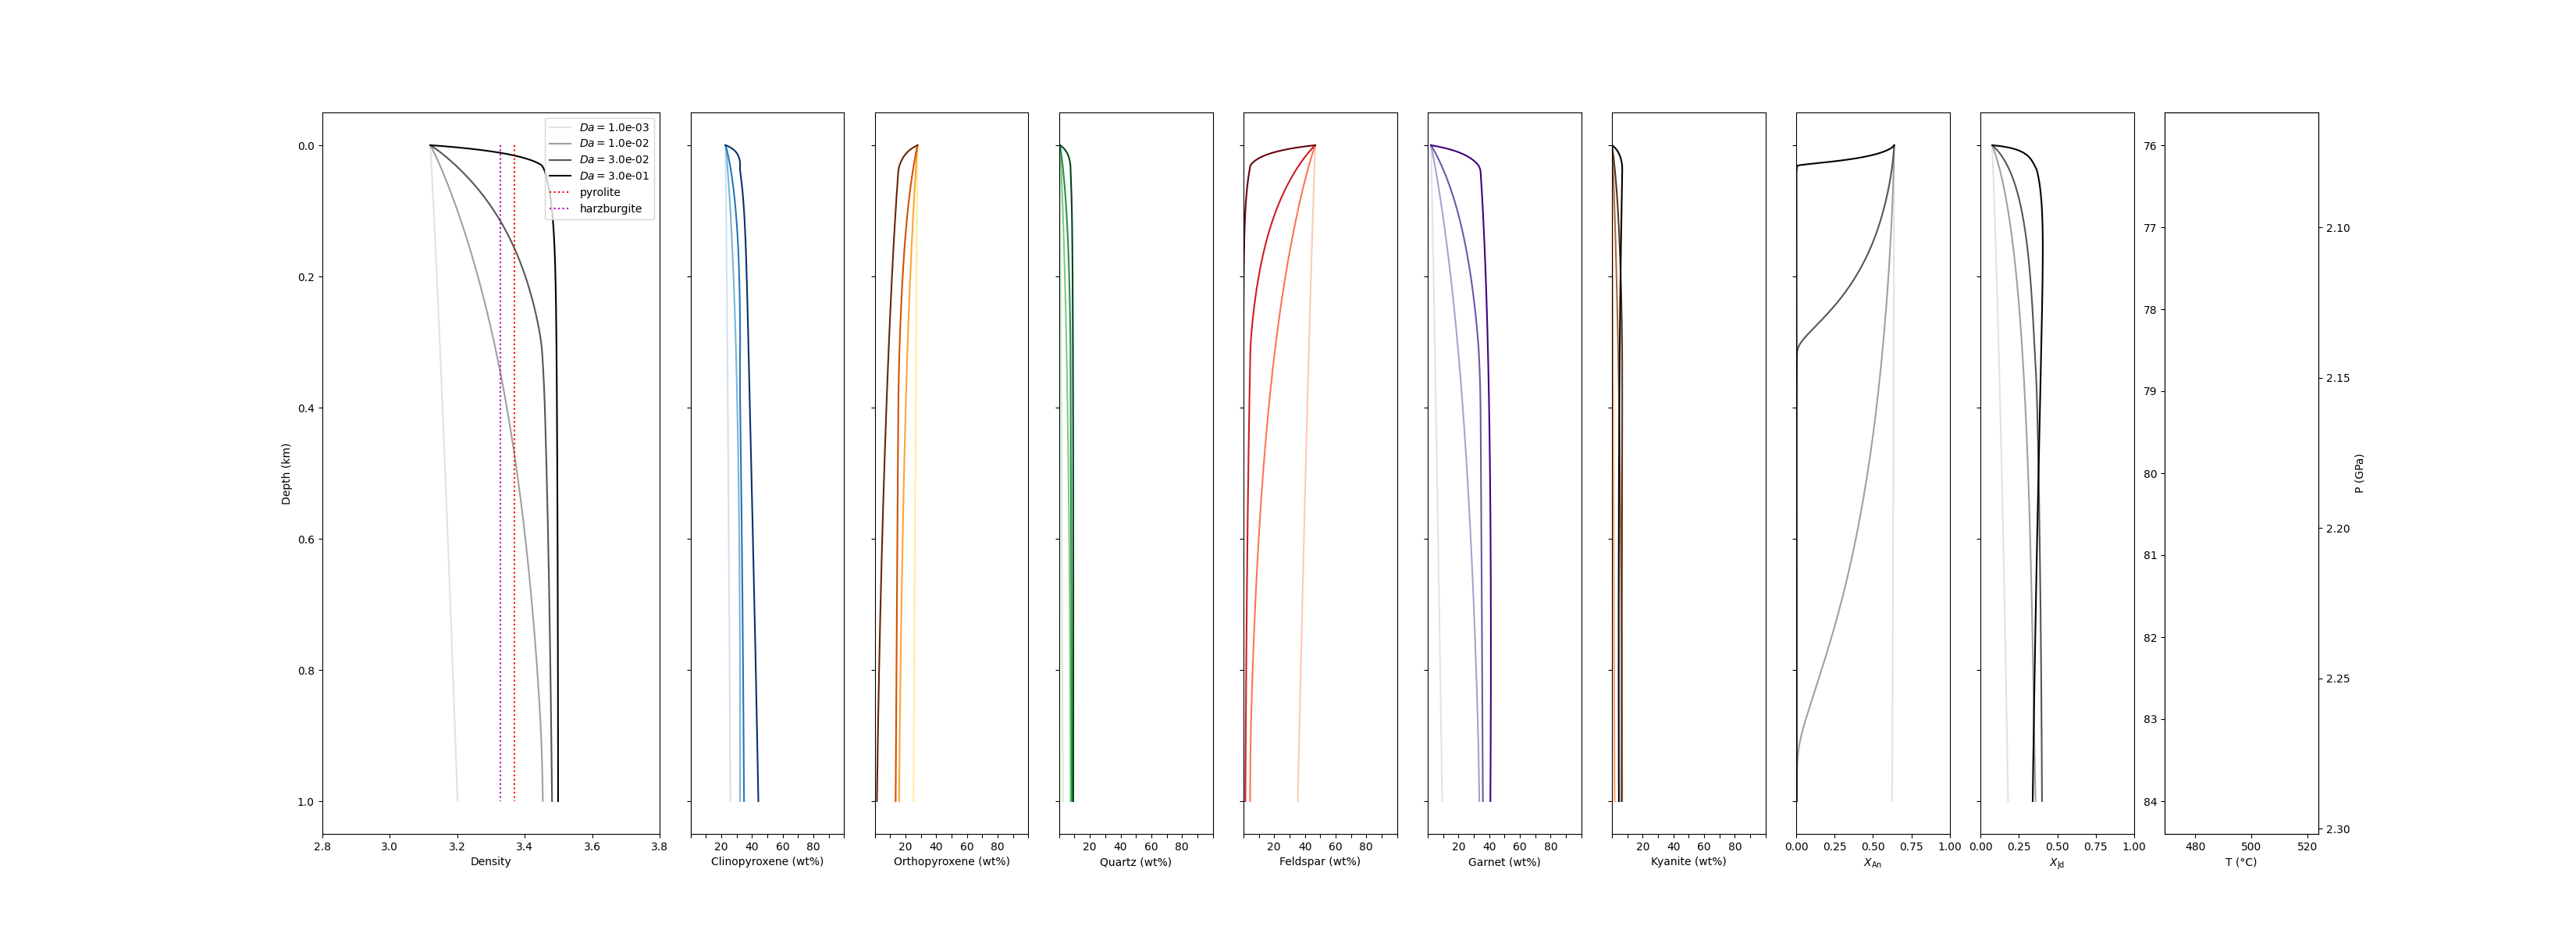 Da = 1.0e-03
Da = 1.0e-02
Da = 3.0e-02
Da = 3.0e-01
pyrolite
harzburgite
Depth (km)
0.0
0.2
0.4
0.6
0.8
1.0
2.8 3.0 3.2 3.4 3.6 3.8
Density
20 40 60 80
Clinopyroxene (wt%)
20 40 60 80
Orthopyroxene (wt%)
20 40 60 80
Quartz (wt%)
20 40 60 80
Feldspar (wt%)
20 40 60 80
Garnet (wt%)
20 40 60 80
Kyanite (wt%)
0.00 0.25 0.50 0.75 1.00
X_An
0.00 0.25 0.50 0.75 1.00
X_Jd
76
77
78
79
80
81
82
83
84
480 500 520
T (°C)
2.10
2.15
2.20
2.25
2.30
P (GPa)